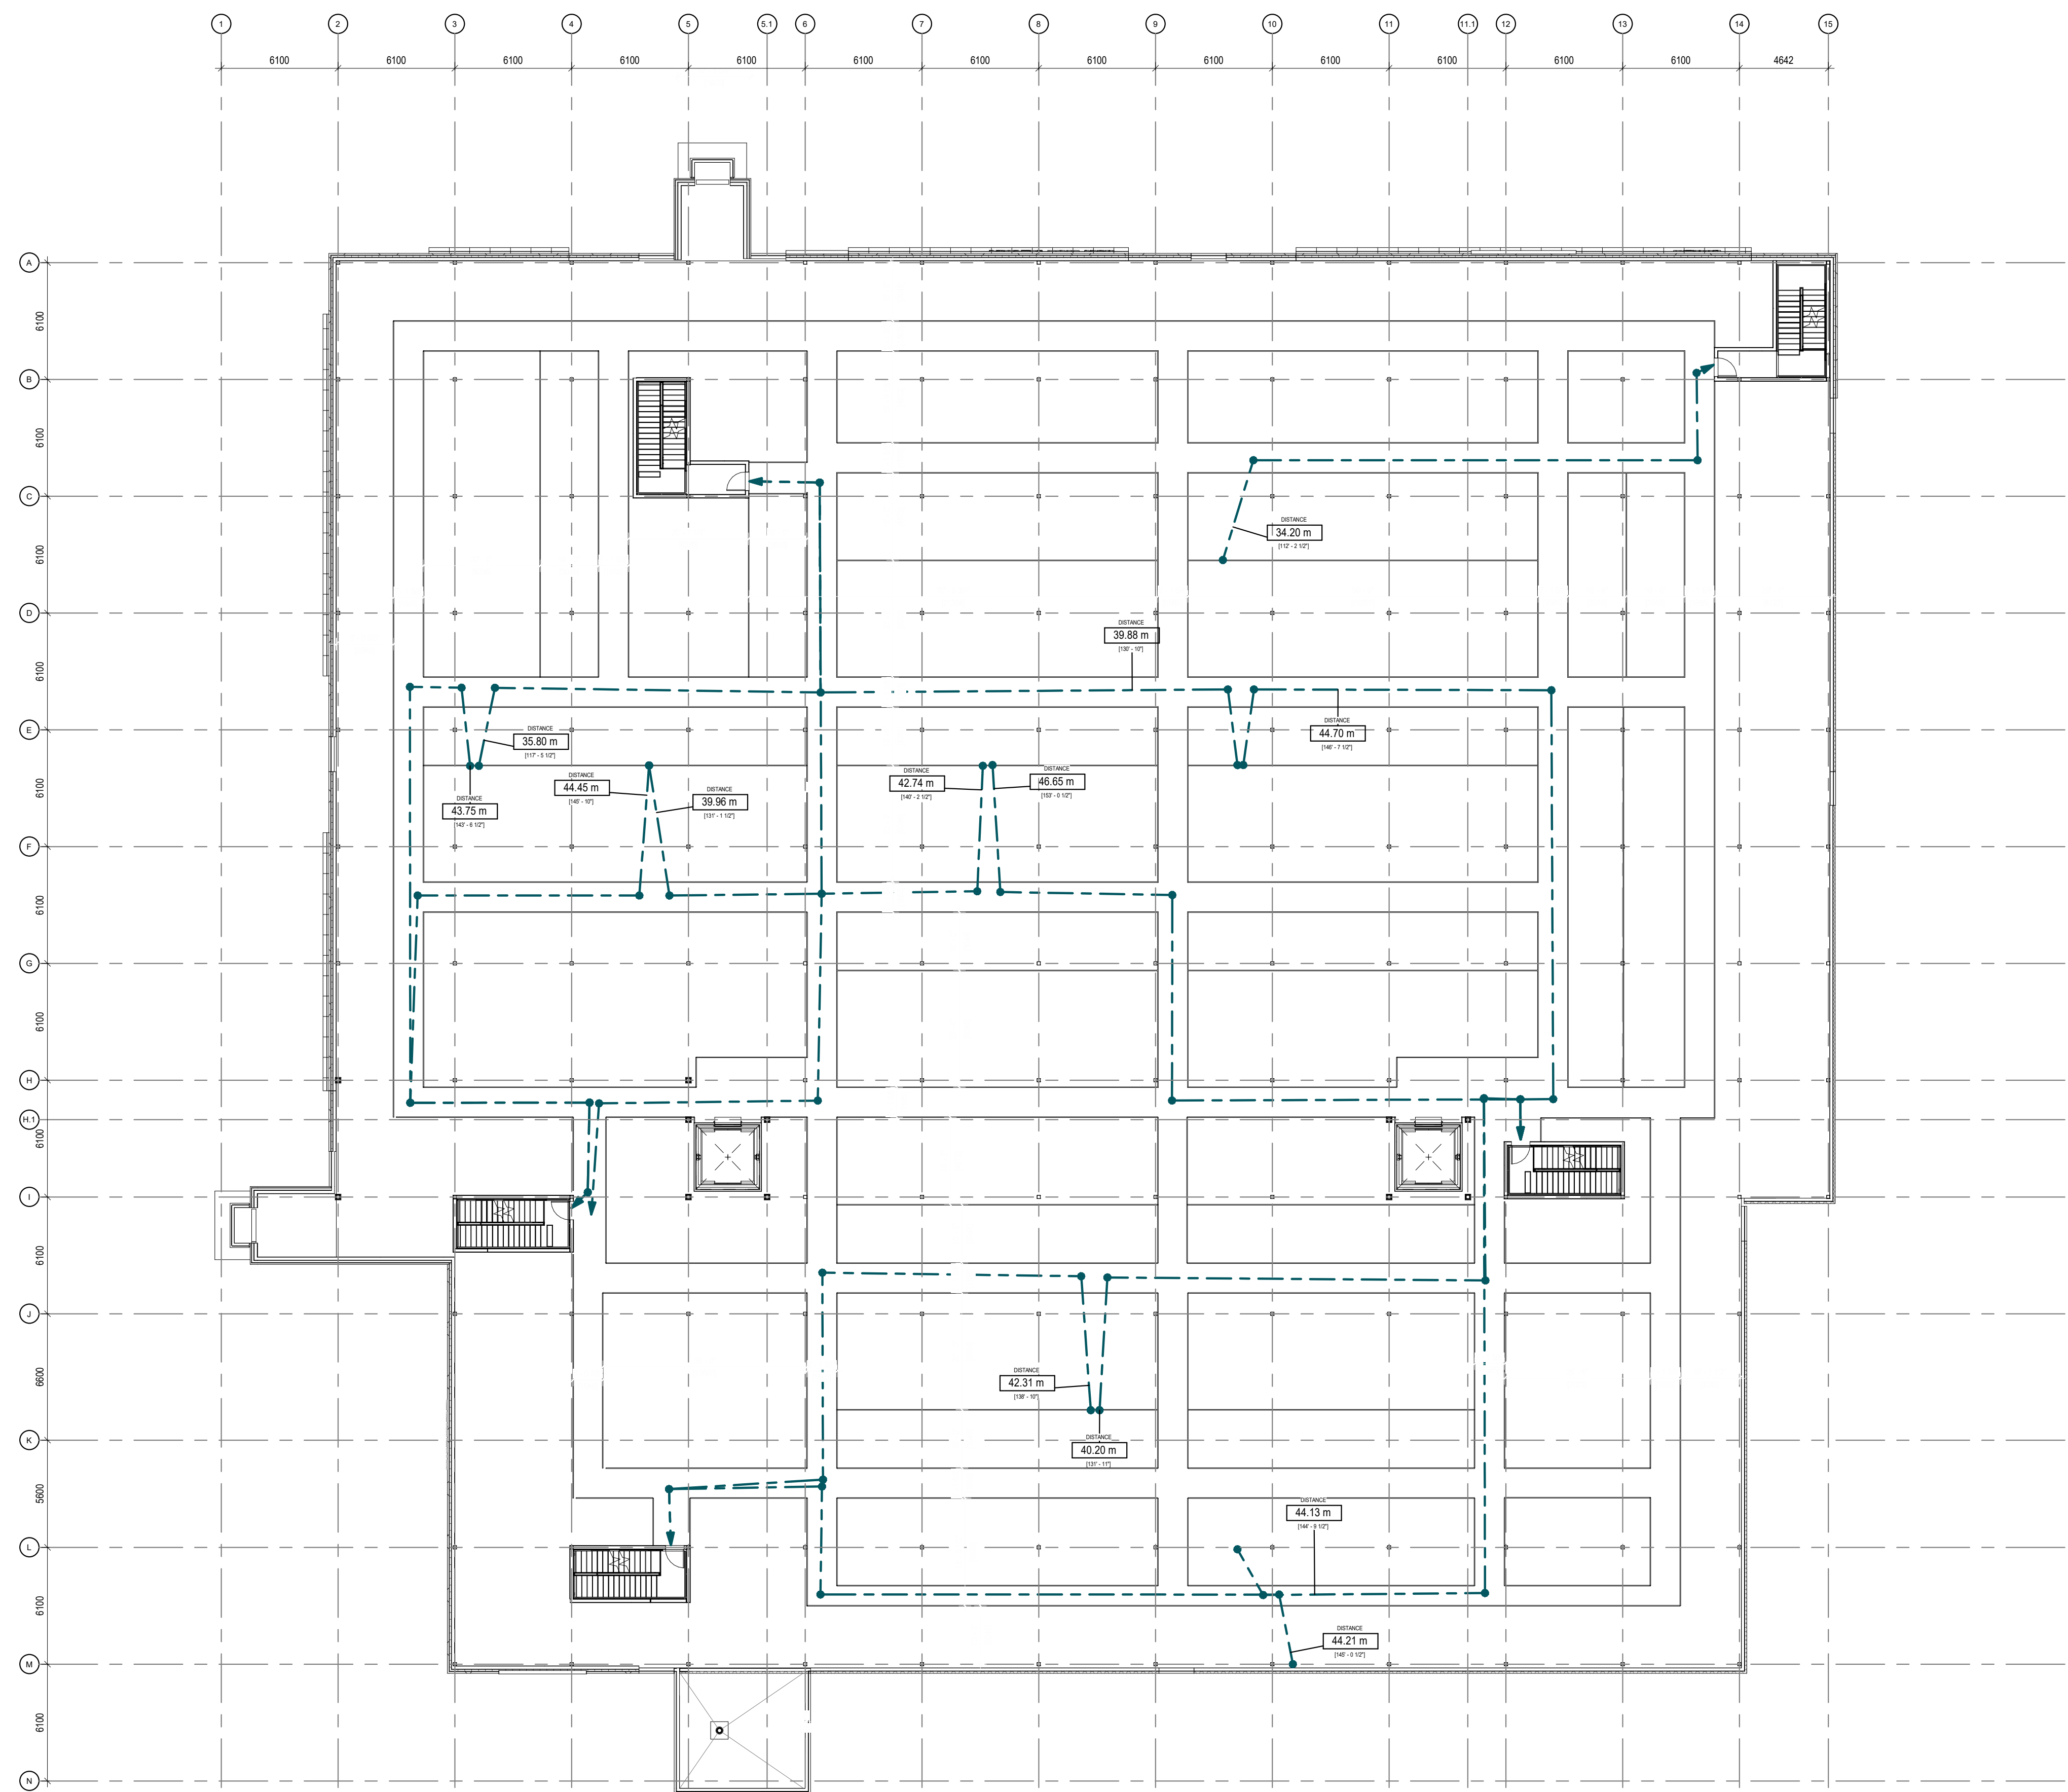 1 2 3 4 5 5.1 6 7 8 9 10 11 11.1 12 13 14 15
6100 6100 6100 6100 6100 6100 6100 6100 6100 6100 6100 6100 6100 4642
A
6100
B
6100
C
6100
DISTANCE
34.20 m
[112' - 2 1/2"]
D
DISTANCE
39.88 m
[130' - 10"]
6100
E
DISTANCE
44.70 m
[146' - 7 1/2"]
DISTANCE
35.80 m
[117' - 5 1/2"]
6100
DISTANCE
44.45 m
[145' - 10"]
DISTANCE
42.74 m
[140' - 2 1/2"]
DISTANCE
46.65 m
[153' - 0 1/2"]
DISTANCE
39.96 m
[131' - 1 1/2"]
DISTANCE
43.75 m
[143' - 6 1/2"]
F
6100
G
6100
H
H.1
6100
I
6100
J
6600
DISTANCE
42.31 m
[138' - 10"]
K
DISTANCE
40.20 m
[131' - 11"]
5600
DISTANCE
44.13 m
[144' - 9 1/2"]
L
6100
DISTANCE
44.21 m
[145' - 0 1/2"]
M
6100
N